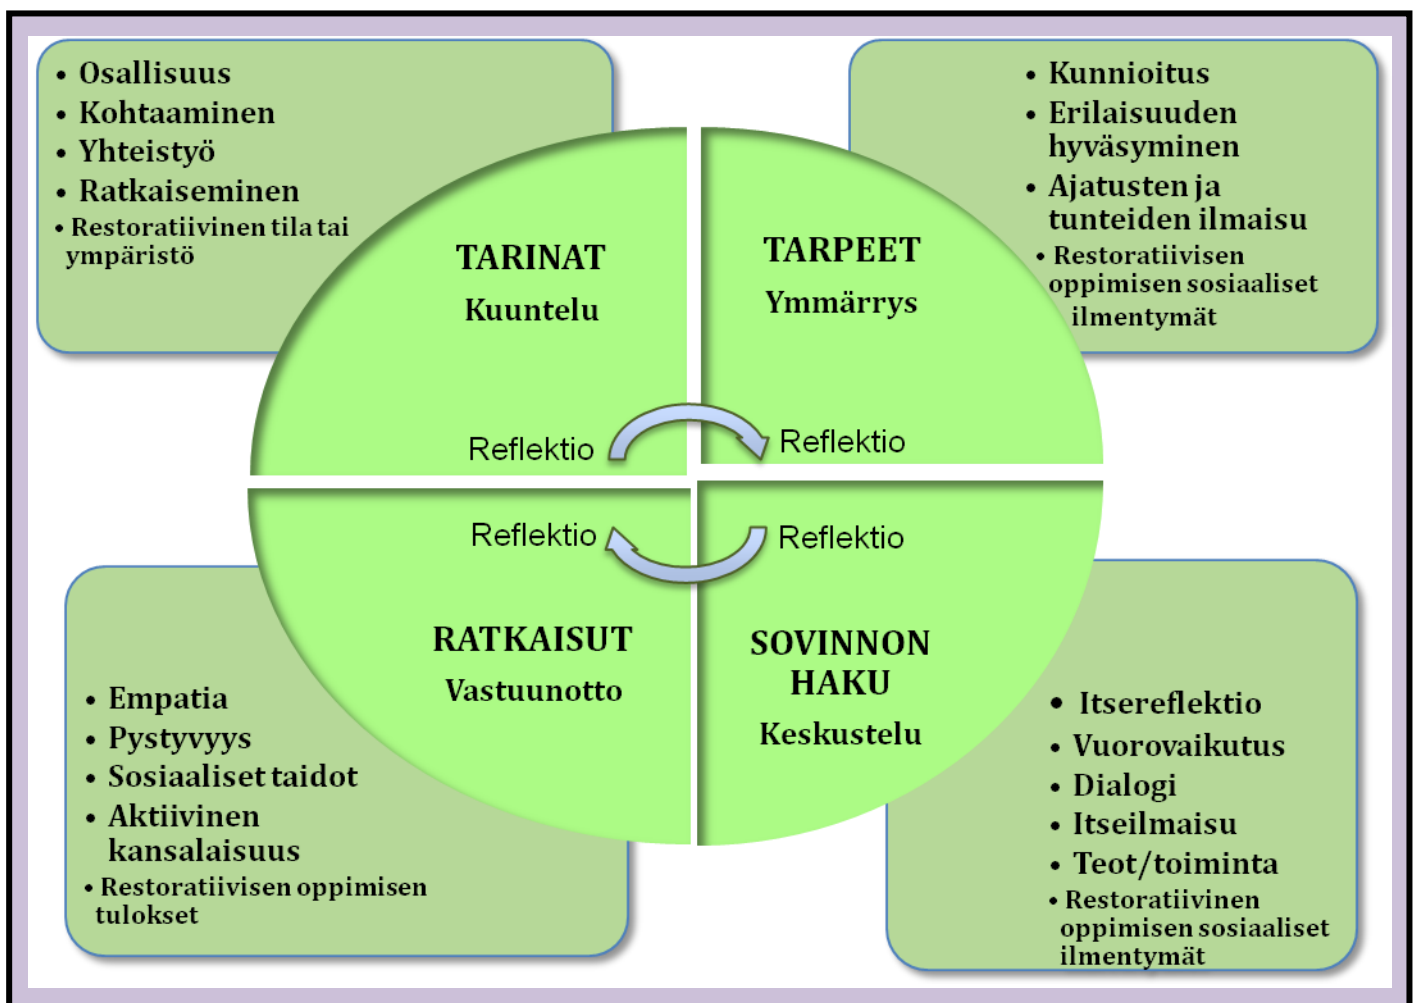 • Osallisuus
• Kohtaaminen
• Yhteistyö
• Ratkaiseminen
• Restoratiivinen tila tai
ympäristö
• Kunnioitus
• Erilaisuuden
hyväsyminen
• Ajatusten ja
tunteiden ilmaisu
• Restoratiivisen
oppimisen sosiaaliset
ilmentymät
TARINAT
Kuuntelu
Reflektio
TARPEET
Ymmärrys
Reflektio
Reflektio
RATKAISUT
Vastuunotto
Reflektio
SOVINNON
HAKU
Keskustelu
• Empatia
• Pystyvyys
• Sosiaaliset taidot
• Aktiivinen
kansalaisuus
• Restoratiivisen oppimisen
tulokset
• Itsereflektio
• Vuorovaikutus
• Dialogi
• Itseilmaisu
• Teot/toiminta
• Restoratiivinen
oppimisen sosiaaliset
ilmentymät